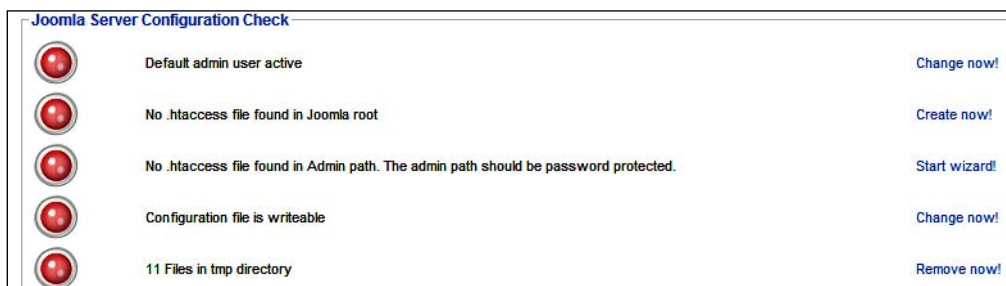 Joomla Server Configuration Check
Default admin user active Change now!
No .htaccess file found in Joomla root Create now!
No .htaccess file found in Admin path. The admin path should be password protected. Start wizard!
Configuration file is writeable Change now!
11 Files in tmp directory Remove now!